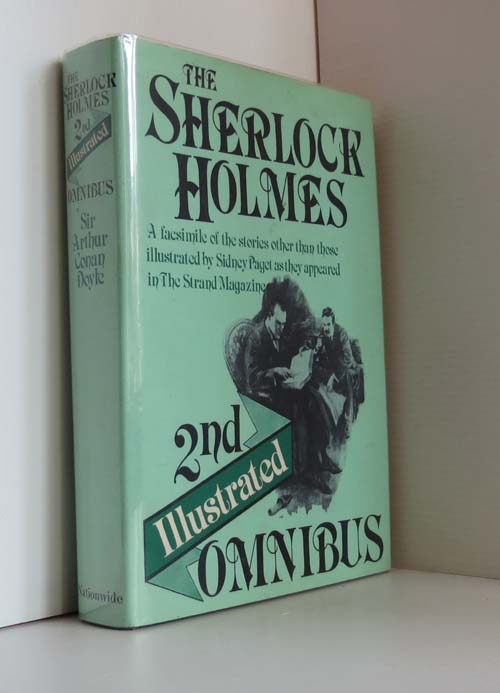 THE
SHERLOCK
HOLMES
2nd
Illustrated
OMNIBUS
Sir
Arthur
Conan
Doyle
Nationwide
THE
SHERLOCK
HOLMES
A facsimile of the stories other than those
illustrated by Sidney Paget as they appeared
in The Strand Magazine
2nd
Illustrated
OMNIBUS